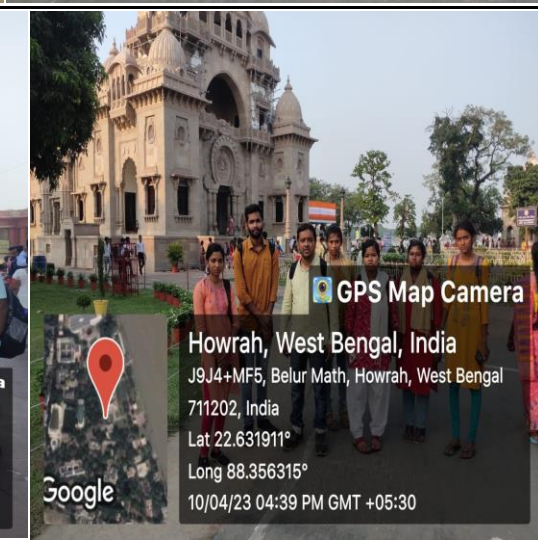 GPS Map Camera
Howrah, West Bengal, India
J9J4+MF5, Belur Math, Howrah, West Bengal
711202, India
Lat 22.631911°
Long 88.356315°
10/04/23 04:39 PM GMT +05:30
Google
a